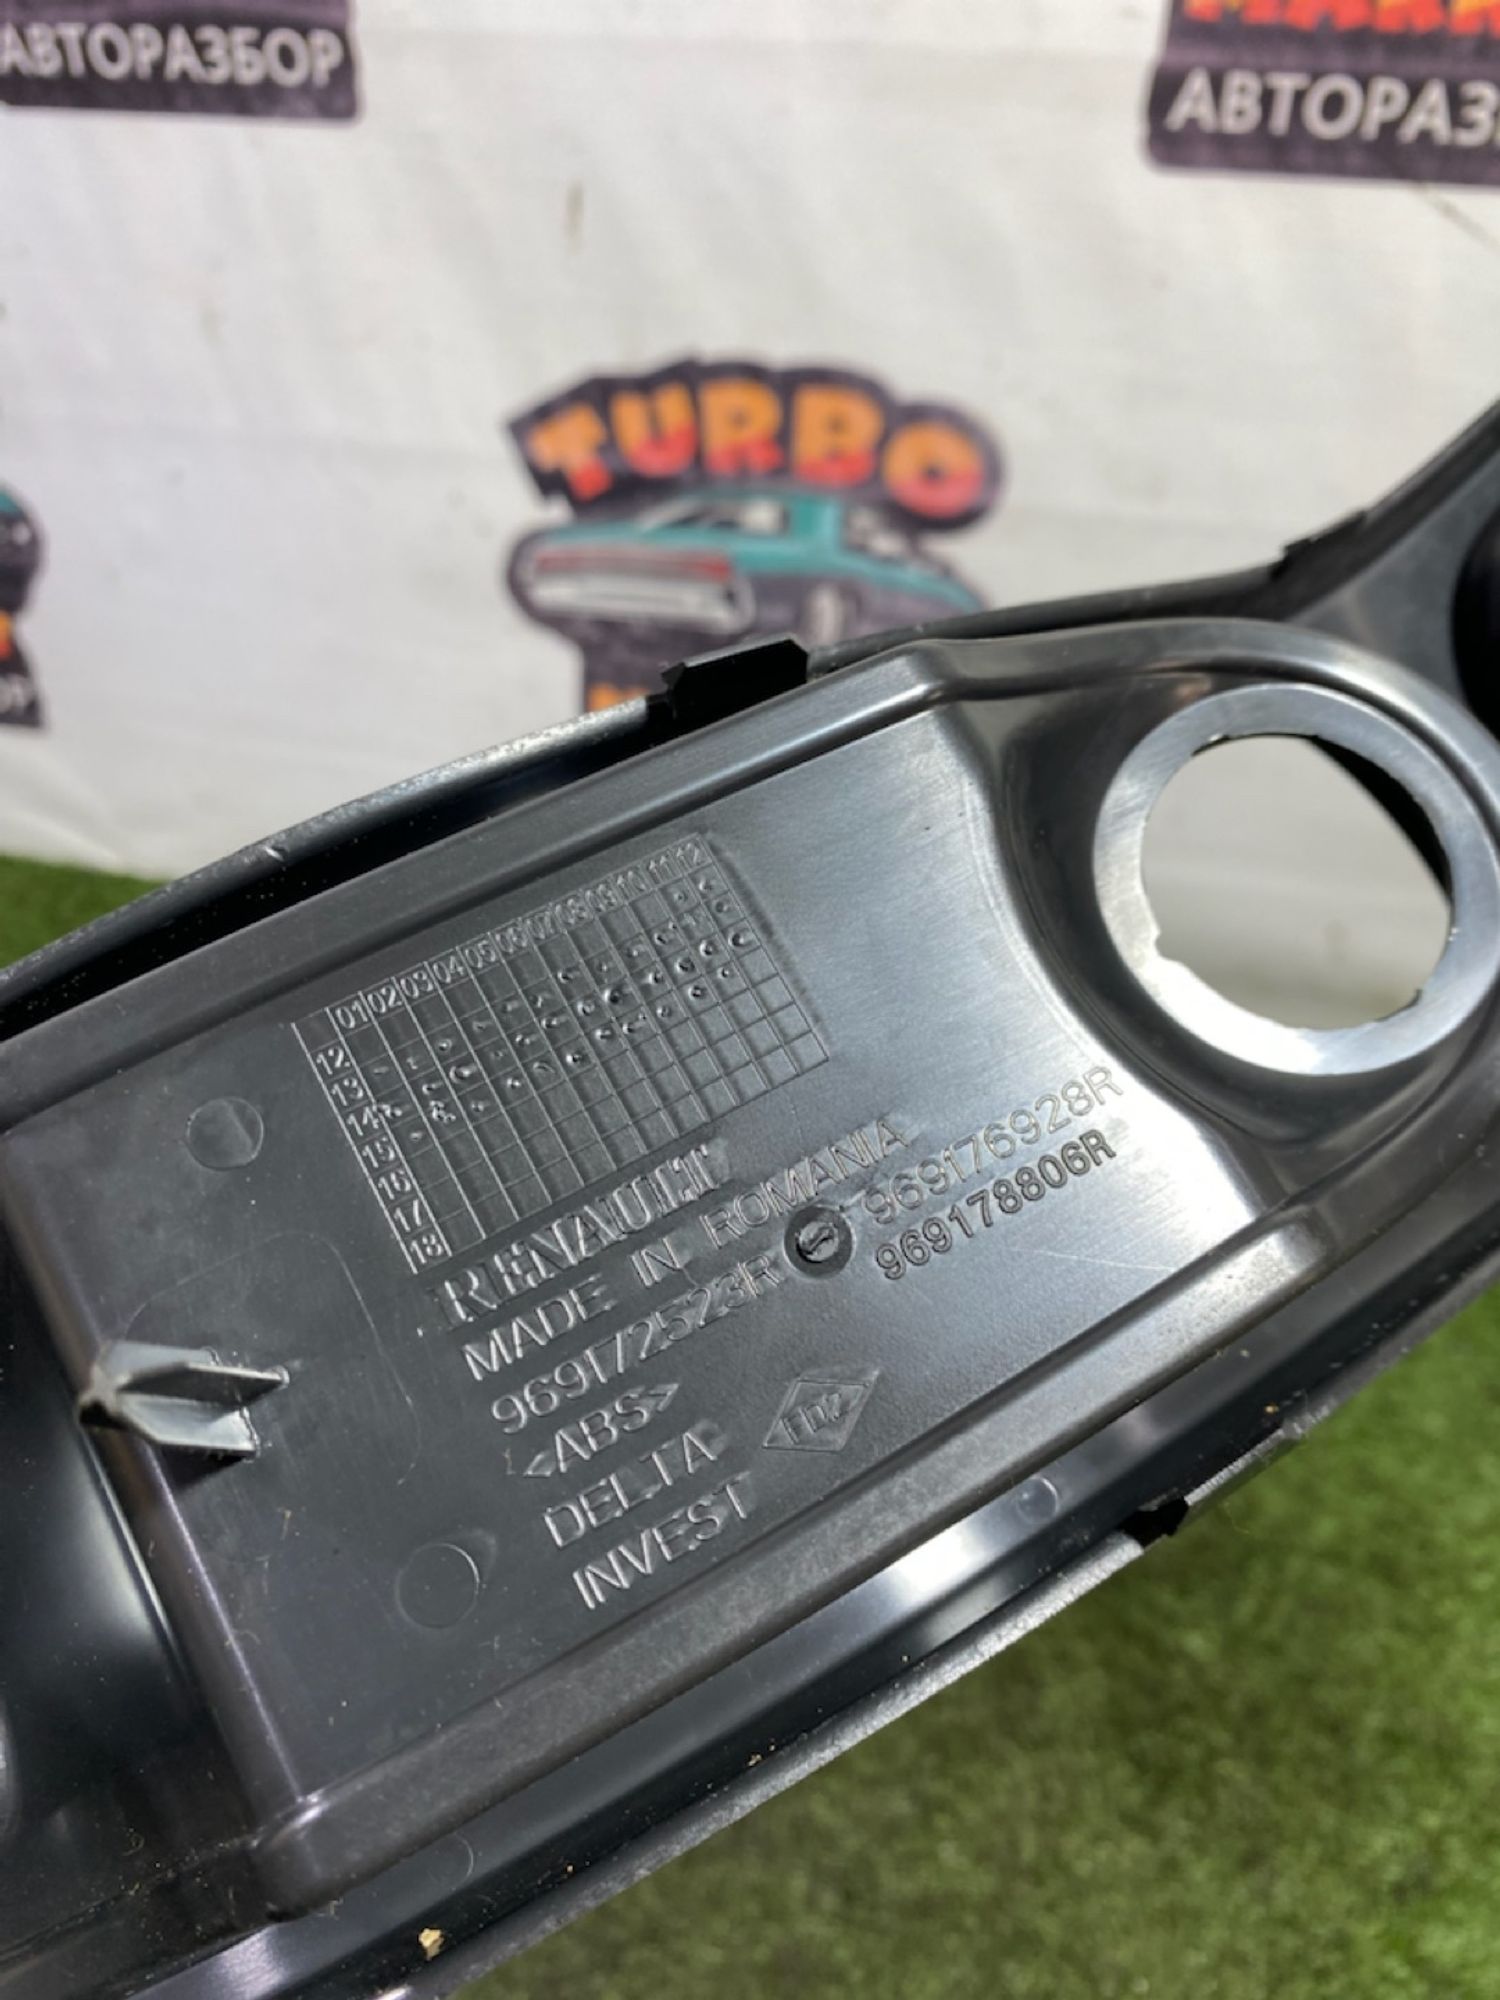 АВТОРАЗБОР
АВТОРАЗ
TURBO
01 02 03 04 05 06 07 08 09 10 11 12
12
13
14
15
16
17
18
RENAULT
MADE IN ROMANIA
969172523R 969176928R
969178806R
<ABS>
DELTA
INVEST
HD2